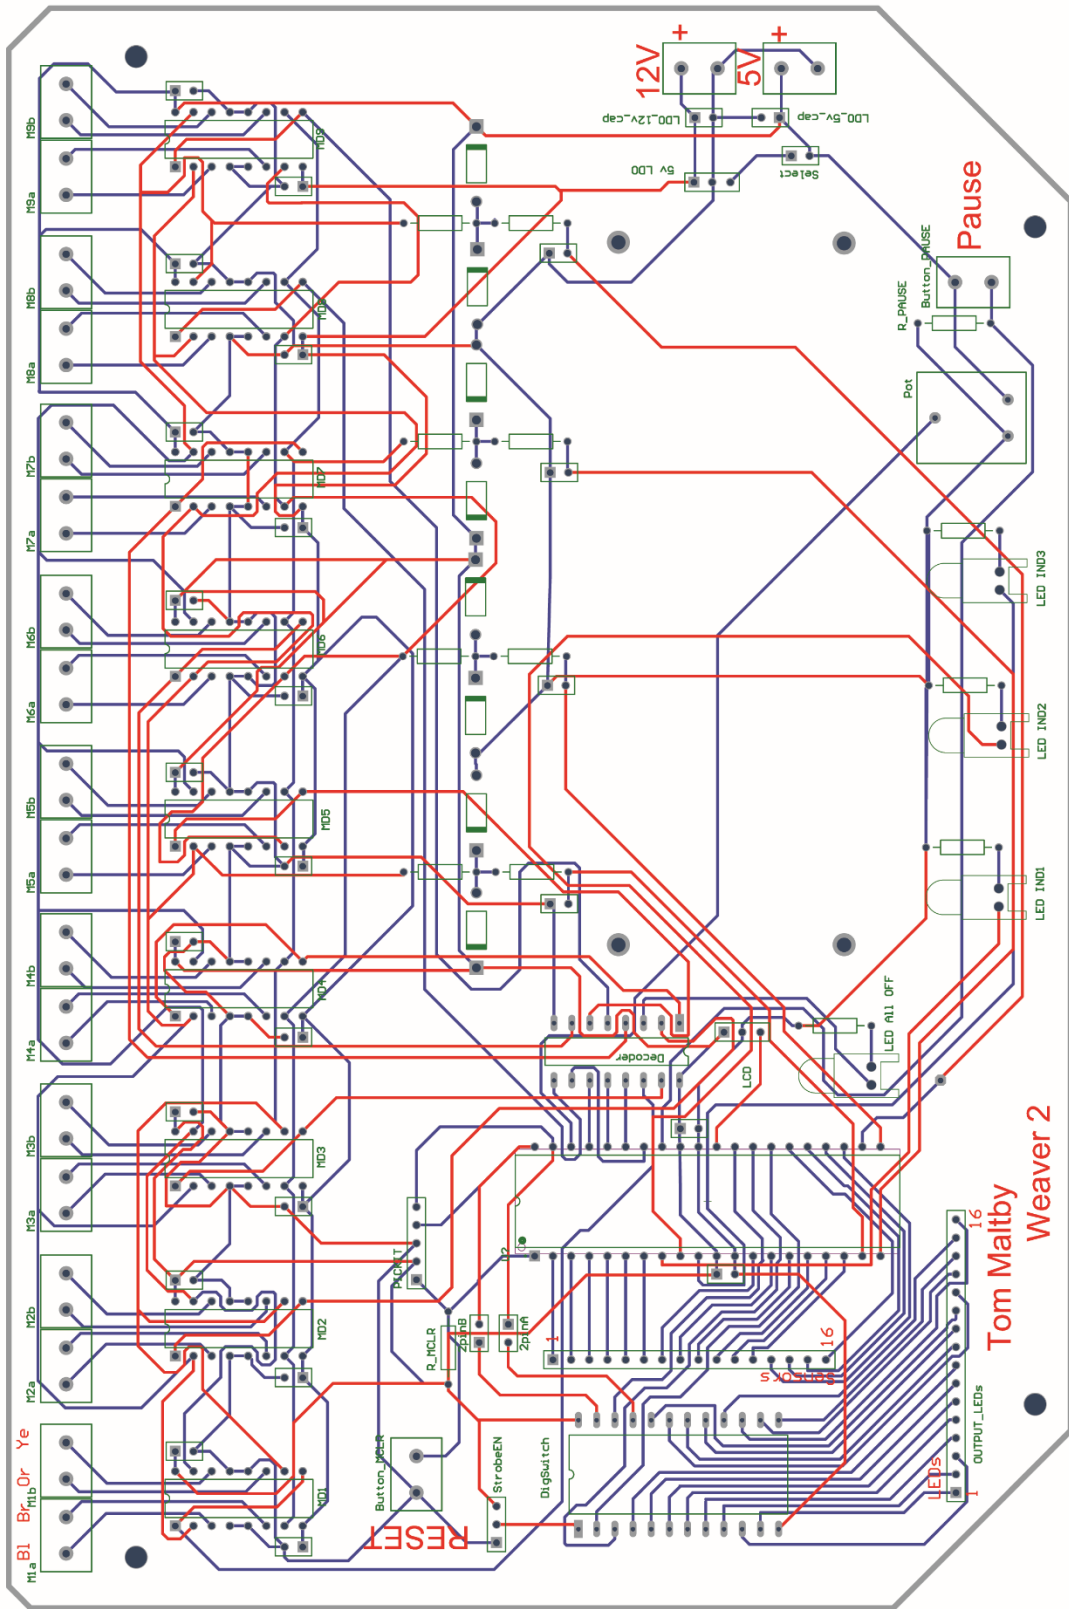 12V
+
5V
+
LDO_12v_cap
LDO_5v_cap
5v LDO
Select
Pause
Button_PAUSE
R_PAUSE
Pot
M9b
M9a
MD9
M8b
M8a
MD8
M7b
M7a
MD7
M6b
M6a
MD6
M5b
M5a
MD5
M4b
M4a
MD4
M3b
M3a
MD3
M2b
M2a
MD2
M1b
M1a
MD1
Bl Br Or Ye
LED IND3
LED IND2
LED IND1
LED All OFF
Decoder
LCD
PICKIT
R_MCLR
2pinB
2pinA
1
16
Sensors
Button_MCLR
RESET
StrobeEN
DigSwitch
OUTPUT_LEDs
LEDs
1
16
Tom Maltby
Weaver 2